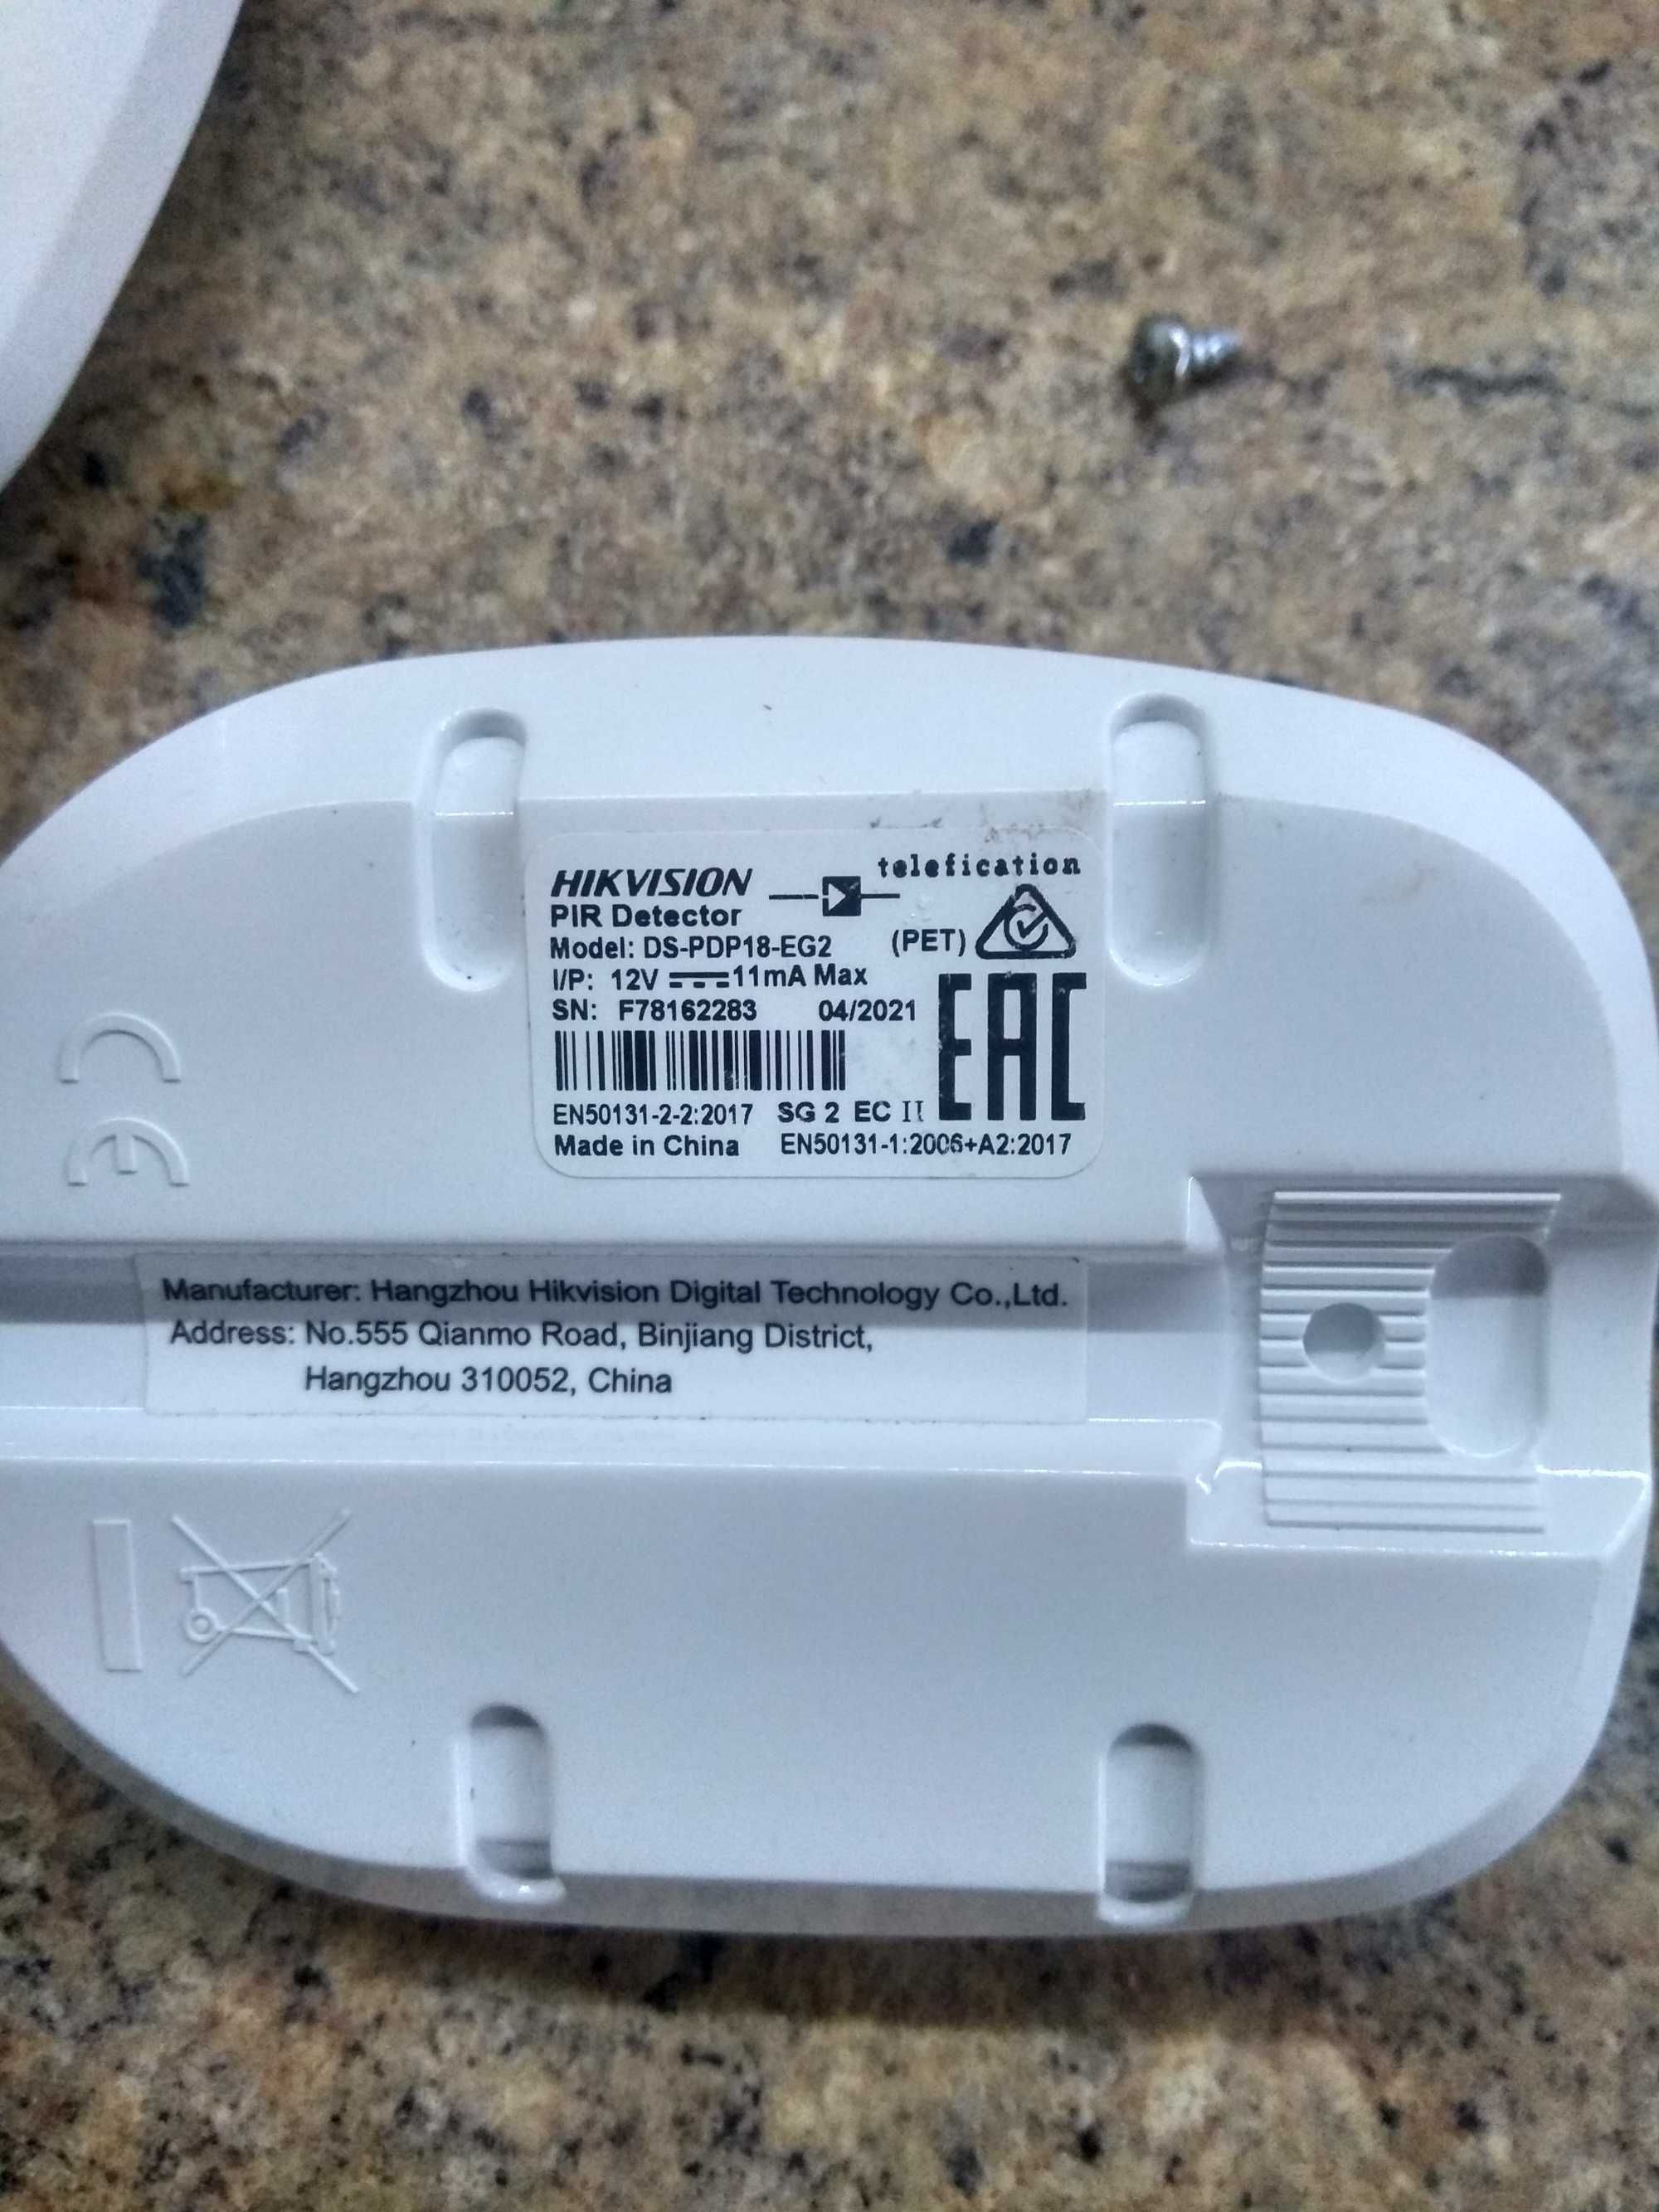 HIKVISION
telefication
PIR Detector
Model: DS-PDP18-EG2 (PET)
I/P: 12V 11mA Max
SN: F78162283 04/2021
EAC
EN50131-2-2:2017 SG 2 EC II
Made in China EN50131-1:2006+A2:2017
CE
Manufacturer: Hangzhou Hikvision Digital Technology Co.,Ltd.
Address: No.555 Qianmo Road, Binjiang District,
Hangzhou 310052, China